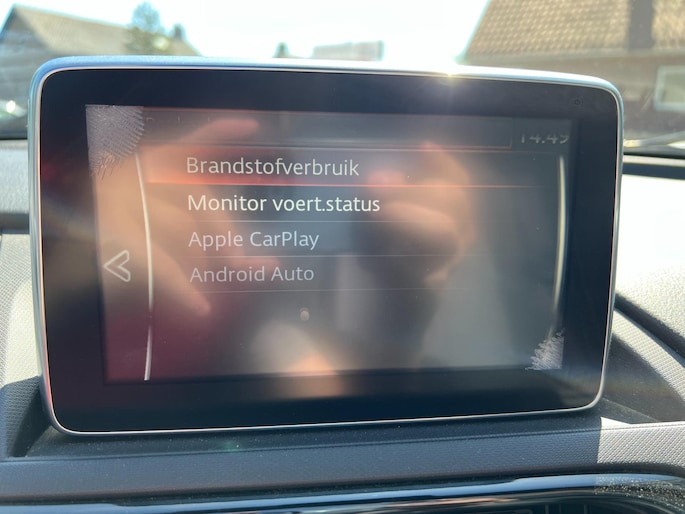 14:49
Brandstofverbruik
Monitor voert.status
Apple CarPlay
Android Auto